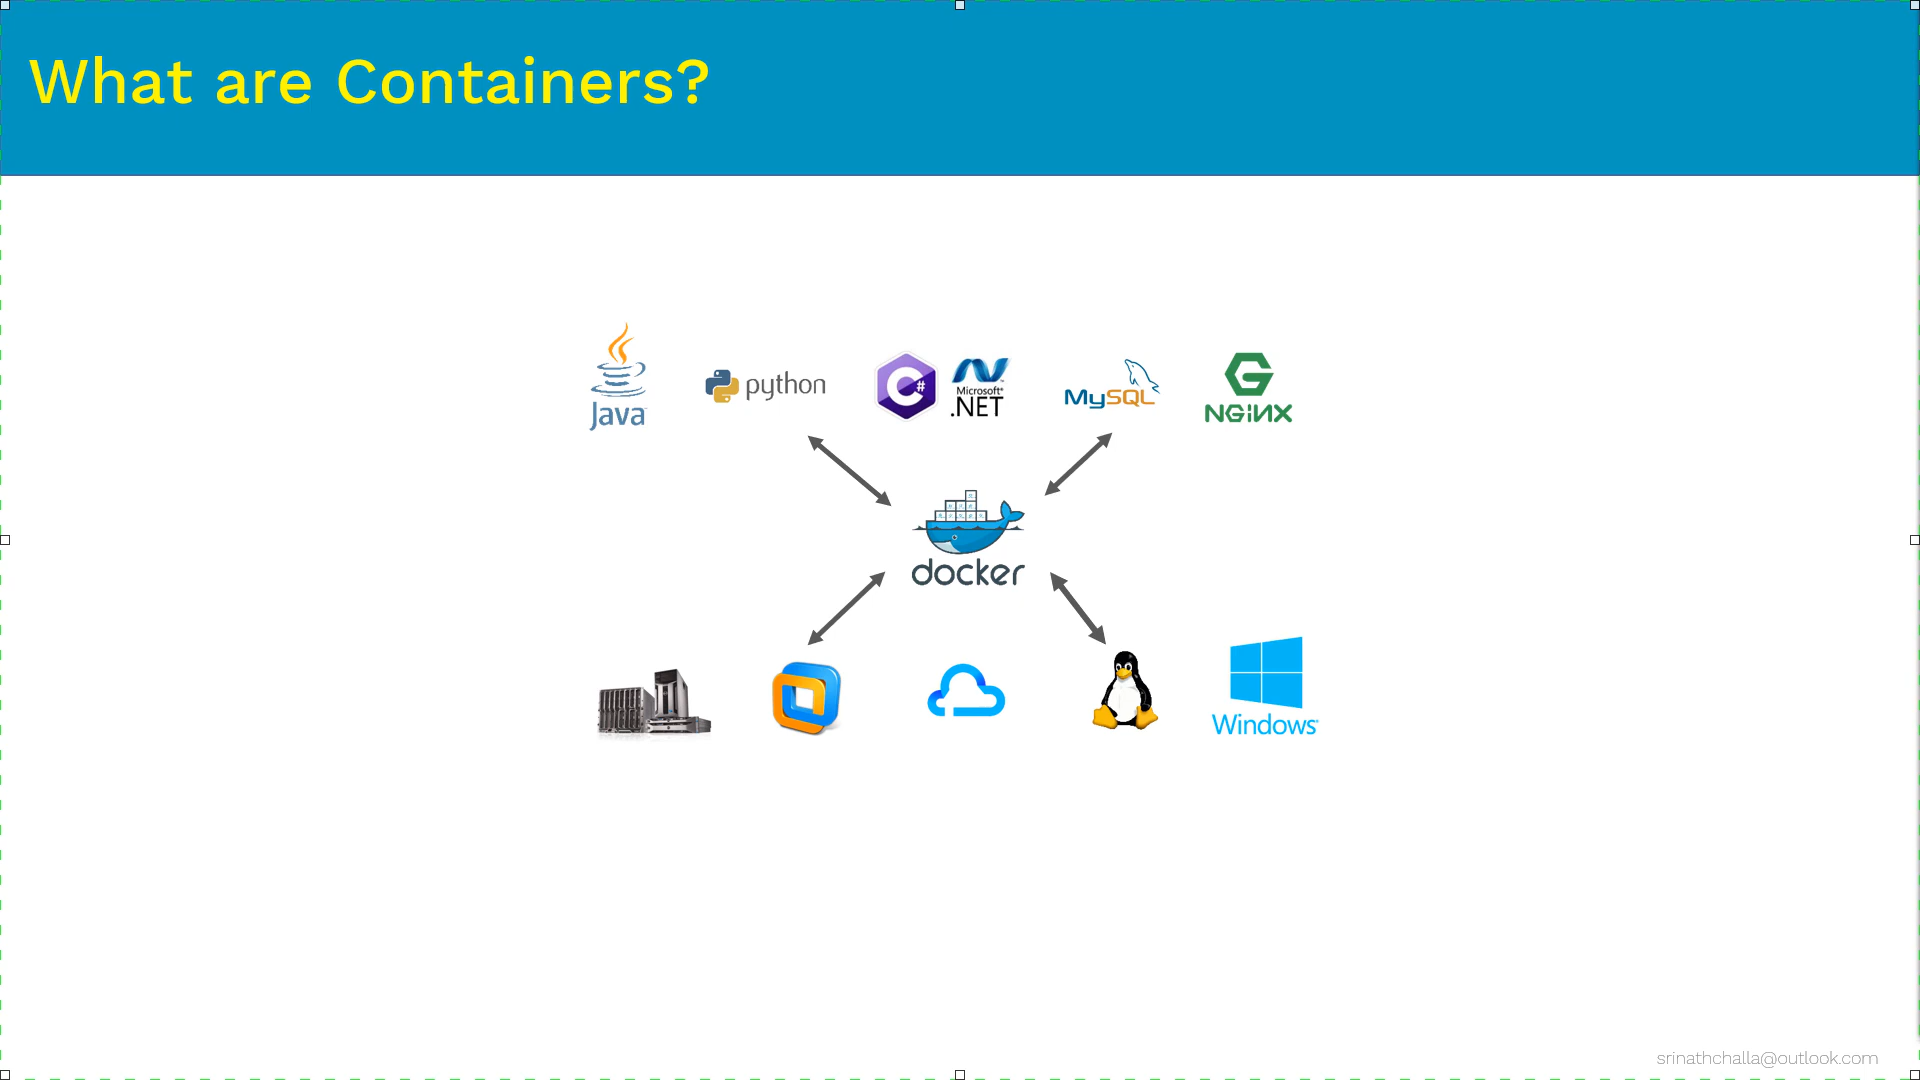 What are Containers?
Java
python
C#
Microsoft
.NET
MySQL
NGINX
docker
Windows
srinathchalla@outlook.com